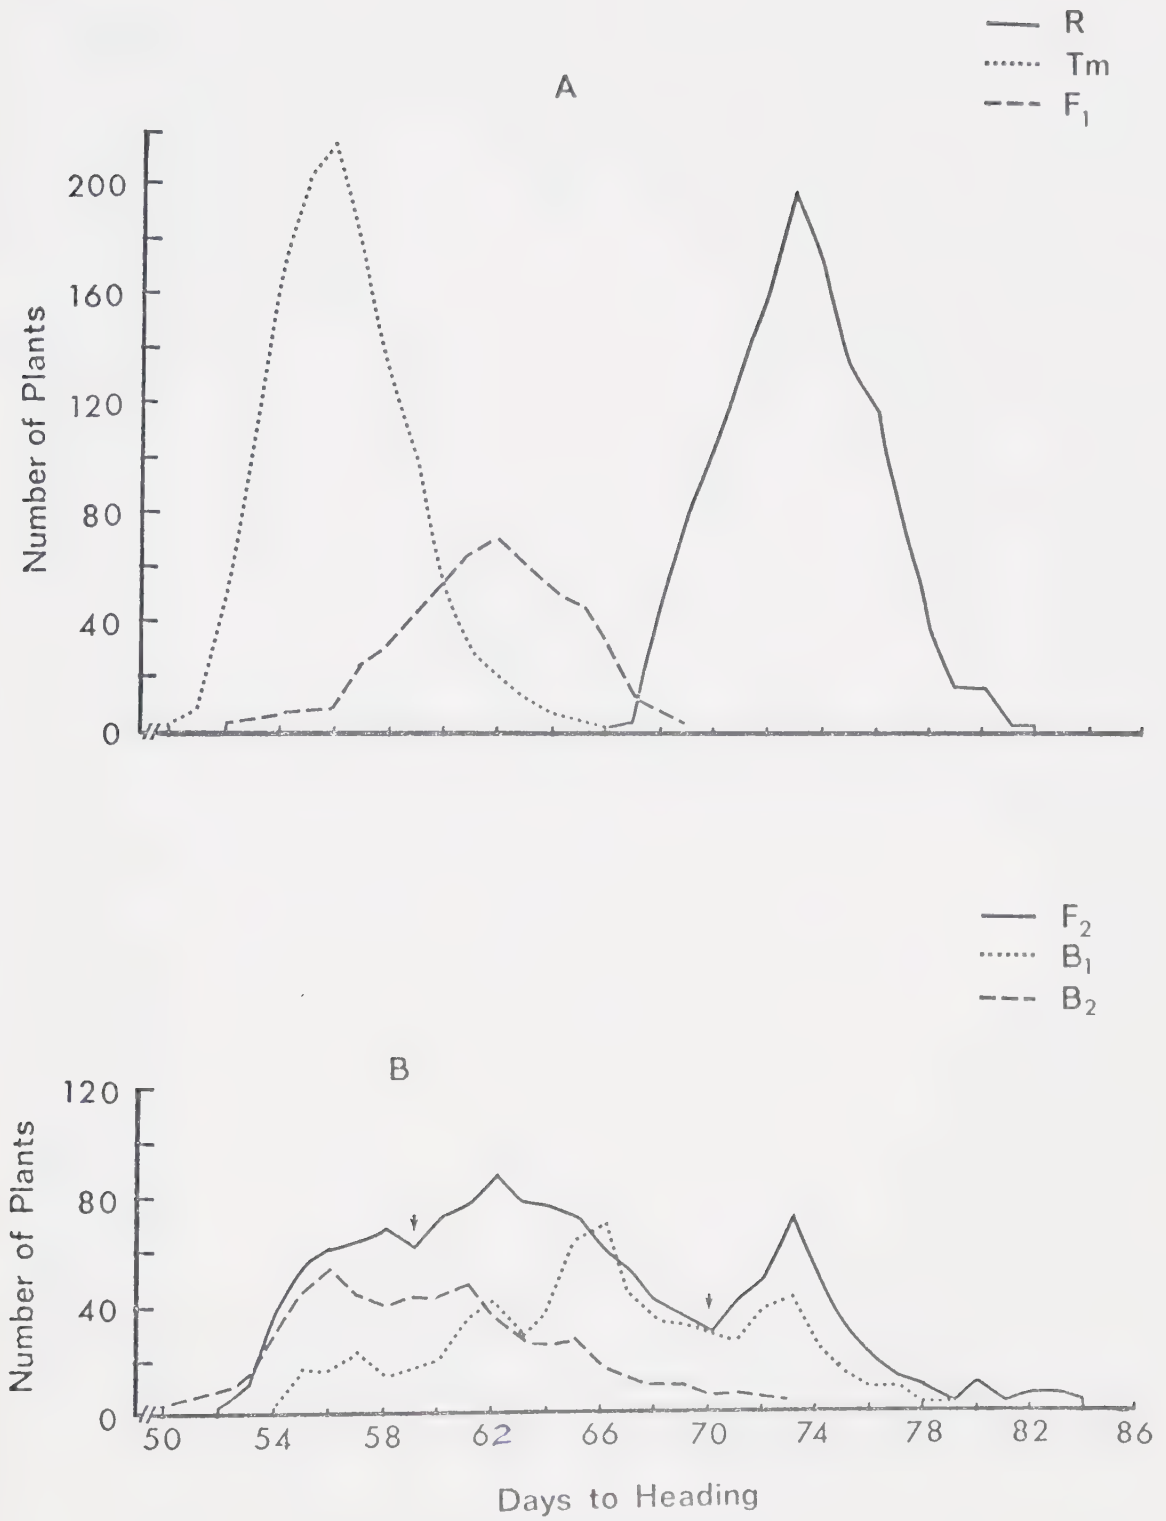 R
Tm
F₁
A
200
160
120
80
40
0
Number of Plants
F₂
B₁
B₂
B
120
80
40
0
Number of Plants
50 54 58 62 66 70 74 78 82 86
Days to Heading